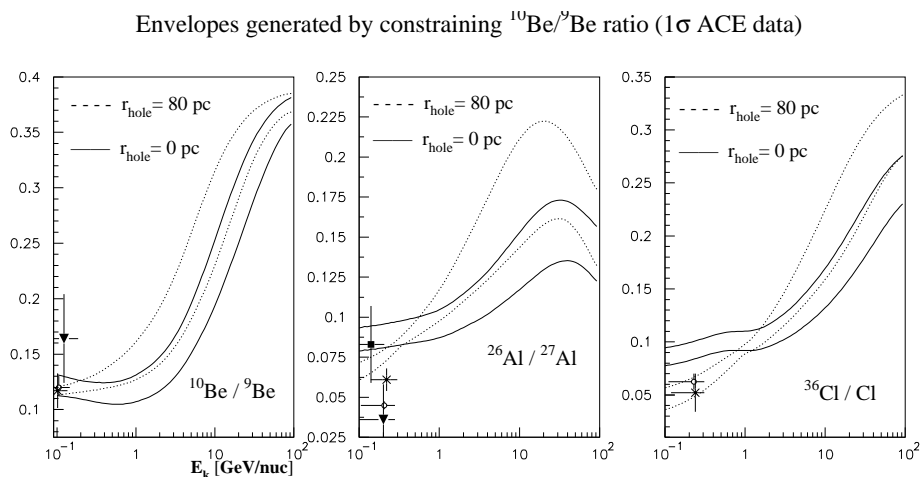 Envelopes generated by constraining ¹⁰Be/⁹Be ratio (1σ ACE data)
0.4
0.35
0.3
0.25
0.2
0.15
0.1
r_hole= 80 pc
r_hole= 0 pc
¹⁰Be / ⁹Be
10⁻¹ 1 10 10²
E_k [GeV/nuc]
0.25
0.225
0.2
0.175
0.15
0.125
0.1
0.075
0.05
0.025
r_hole= 80 pc
r_hole= 0 pc
²⁶Al / ²⁷Al
10⁻¹ 1 10 10²
0.35
0.3
0.25
0.2
0.15
0.1
0.05
r_hole= 80 pc
r_hole= 0 pc
³⁶Cl / Cl
10⁻¹ 1 10 10²